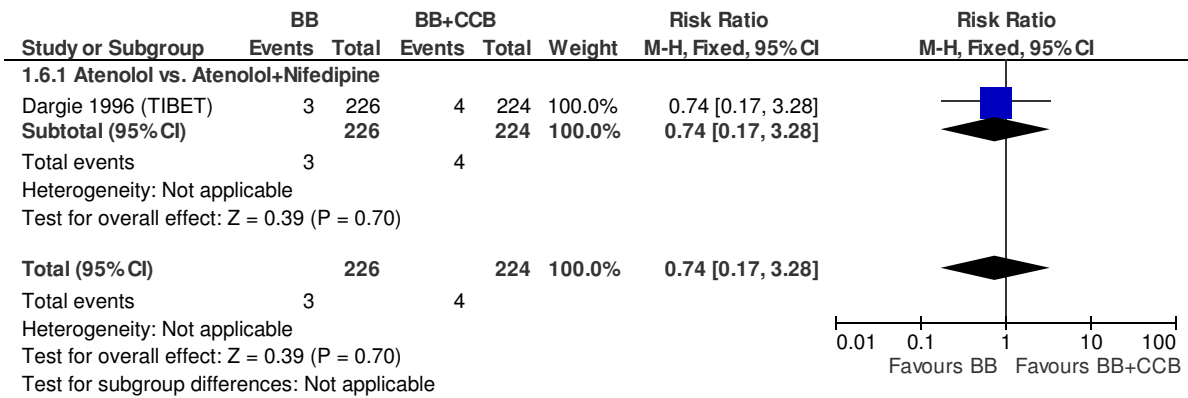 BB BB+CCB Risk Ratio Risk Ratio
Study or Subgroup Events Total Events Total Weight M-H, Fixed, 95% CI M-H, Fixed, 95% CI
1.6.1 Atenolol vs. Atenolol+Nifedipine
Dargie 1996 (TIBET) 3 226 4 224 100.0% 0.74 [0.17, 3.28]
Subtotal (95% CI) 226 224 100.0% 0.74 [0.17, 3.28]
Total events 3 4
Heterogeneity: Not applicable
Test for overall effect: Z = 0.39 (P = 0.70)
Total (95% CI) 226 224 100.0% 0.74 [0.17, 3.28]
Total events 3 4
Heterogeneity: Not applicable
Test for overall effect: Z = 0.39 (P = 0.70)
Test for subgroup differences: Not applicable
0.01 0.1 1 10 100
Favours BB Favours BB+CCB